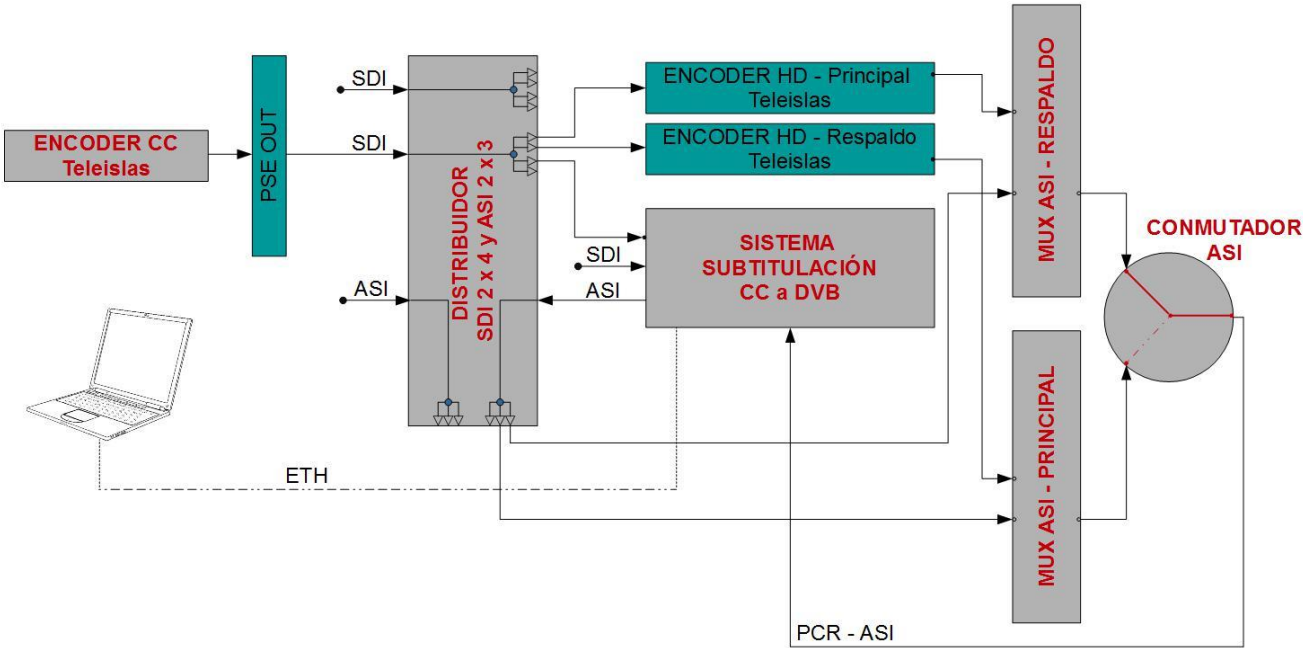 SDI
ENCODER HD - Principal
Teleislas
ENCODER CC
Teleislas
PSE OUT
SDI
DISTRIBUIDOR
SDI 2 x 4 y ASI 2 x 3
ENCODER HD - Respaldo
Teleislas
MUX ASI - RESPALDO
CONMUTADOR
ASI
SISTEMA
SUBTITULACIÓN
CC a DVB
SDI
ASI
ASI
MUX ASI - PRINCIPAL
ETH
PCR - ASI